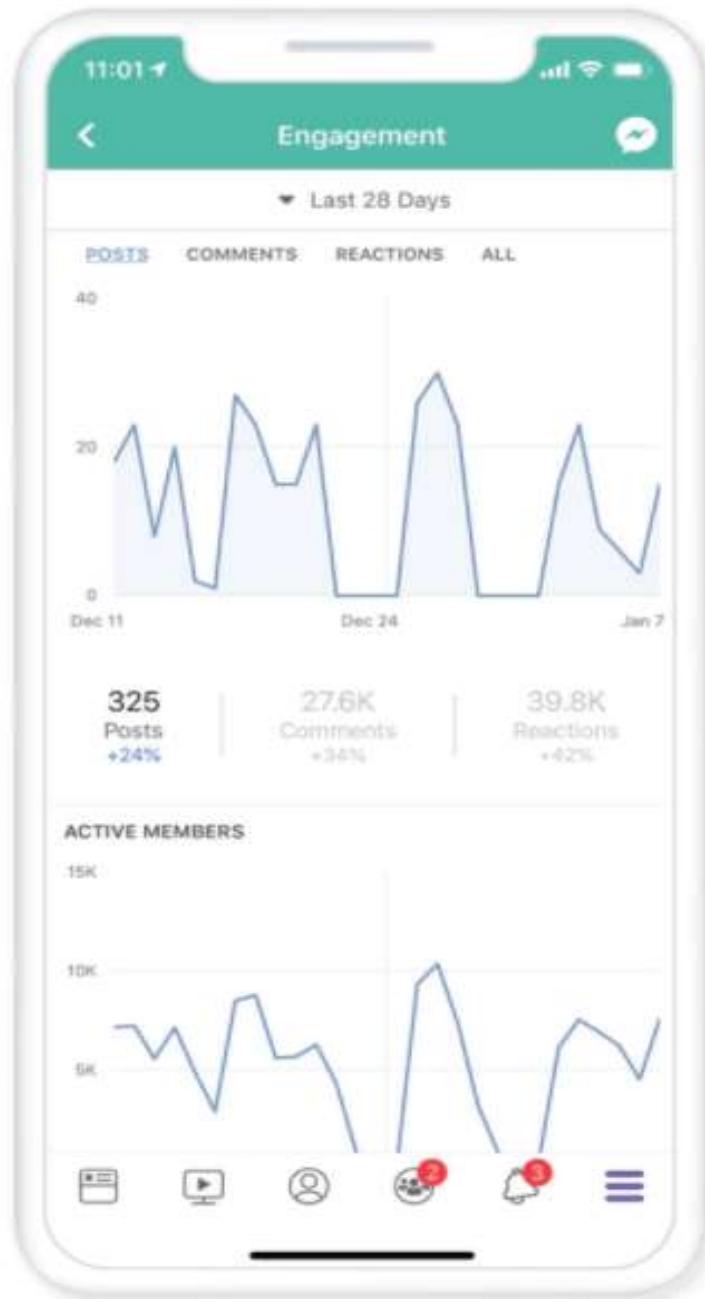 11:01
Engagement
Last 28 Days
POSTS COMMENTS REACTIONS ALL
40
20
0
Dec 11 Dec 24 Jan 7
325 27.6K 39.8K
Posts Comments Reactions
+24% +34% +42%
ACTIVE MEMBERS
15K
10K
5K
2 3